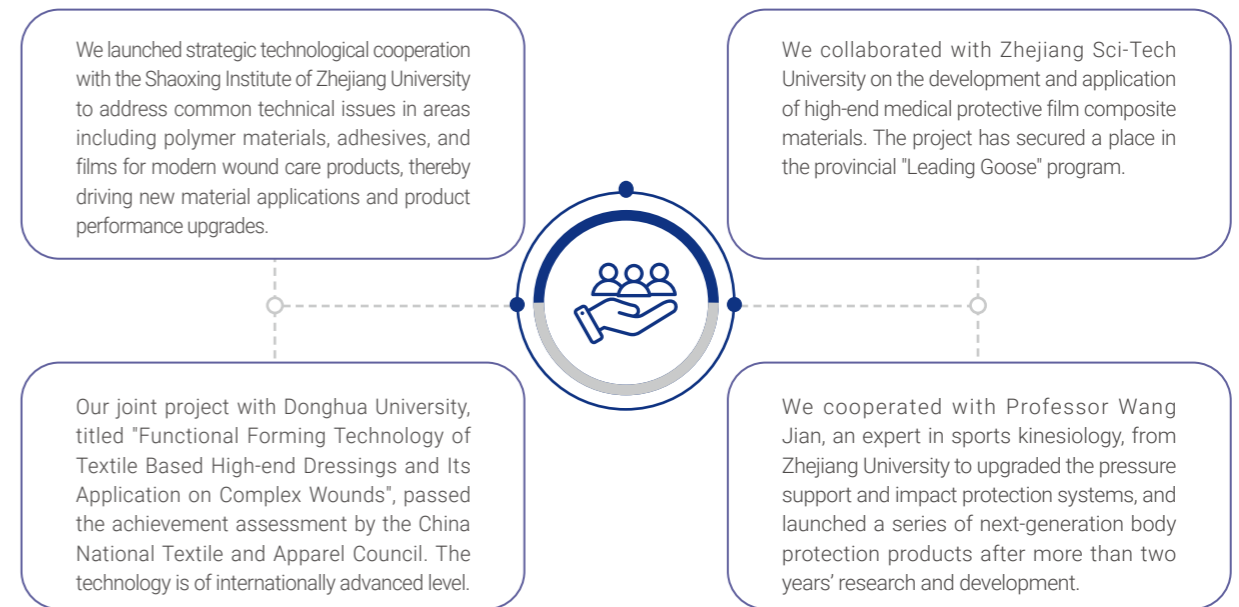 We launched strategic technological cooperation
with the Shaoxing Institute of Zhejiang University
to address common technical issues in areas
including polymer materials, adhesives, and
films for modern wound care products, thereby
driving new material applications and product
performance upgrades.
We collaborated with Zhejiang Sci-Tech
University on the development and application
of high-end medical protective film composite
materials. The project has secured a place in
the provincial "Leading Goose" program.
Our joint project with Donghua University,
titled "Functional Forming Technology of
Textile Based High-end Dressings and Its
Application on Complex Wounds", passed
the achievement assessment by the China
National Textile and Apparel Council. The
technology is of internationally advanced level.
We cooperated with Professor Wang
Jian, an expert in sports kinesiology, from
Zhejiang University to upgraded the pressure
support and impact protection systems, and
launched a series of next-generation body
protection products after more than two
years’ research and development.